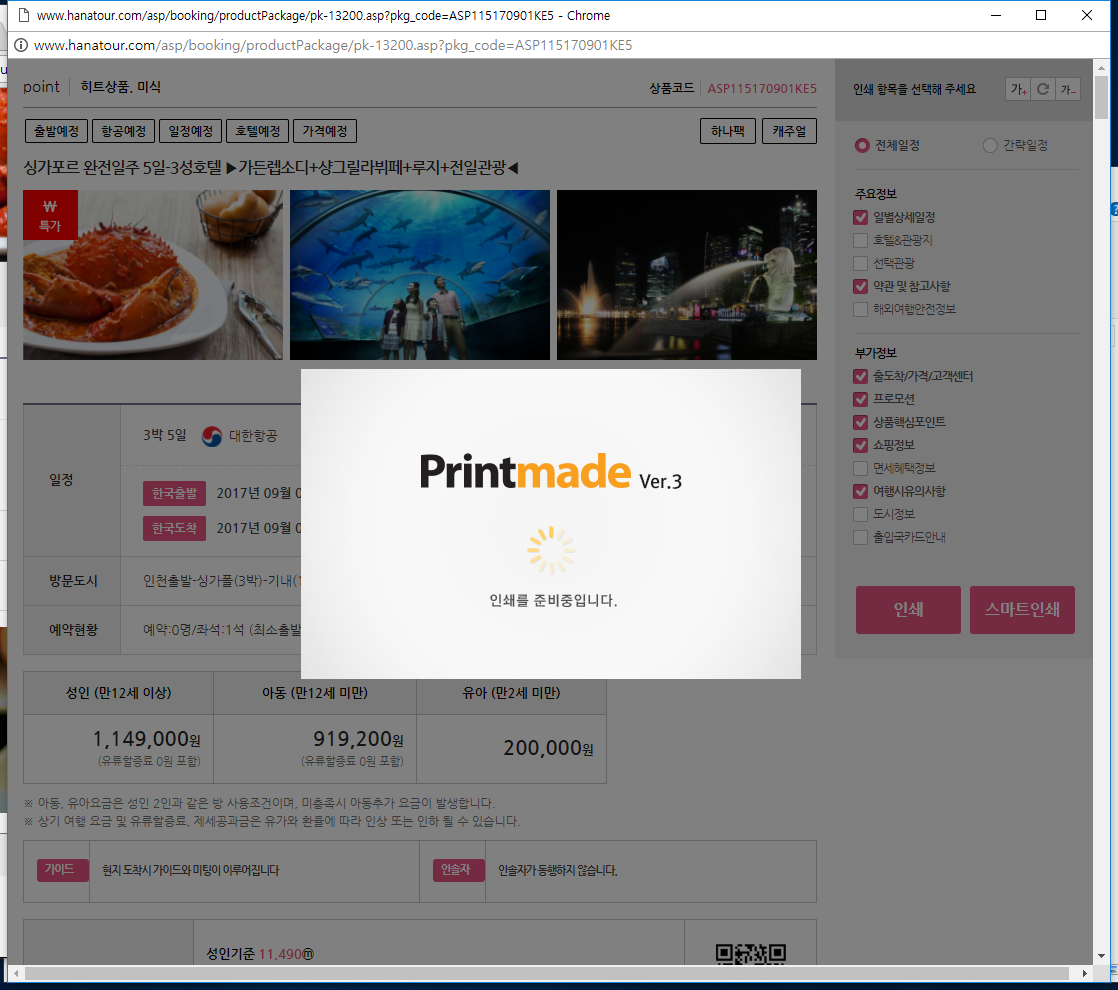 www.hanatour.com/asp/booking/productPackage/pk-13200.asp?pkg_code=ASP115170901KE5 - Chrome
www.hanatour.com/asp/booking/productPackage/pk-13200.asp?pkg_code=ASP115170901KE5
point 히트상품. 미식 상품코드 ASP115170901KE5
출발예정 항공예정 일정예정 호텔예정 가격예정 하나팩 캐주얼
싱가포르 완전일주 5일-3성호텔 ▶가든렙소디+샹그릴라뷔페+루지+전일관광◀
₩
특가
일정
3박 5일 대한항공
한국출발 2017년 09월 0
한국도착 2017년 09월 0
방문도시 인천출발-싱가폴(3박)-기내(1
예약현황 예약:0명/좌석:1석 (최소출발
Printmade Ver.3
인쇄를 준비중입니다.
성인 (만12세 이상) 아동 (만12세 미만) 유아 (만2세 미만)
1,149,000원 919,200원 200,000원
(유류할증료 0원 포함) (유류할증료 0원 포함)
※ 아동, 유아요금은 성인 2인과 같은 방 사용조건이며, 미충족시 아동추가 요금이 발생합니다.
※ 상기 여행 요금 및 유류할증료, 제세공과금은 유가와 환율에 따라 인상 또는 인하 될 수 있습니다.
가이드 현지 도착시 가이드와 미팅이 이루어집니다 인솔자 인솔자가 동행하지 않습니다.
성인기준 11,490ⓜ
인쇄 항목을 선택해 주세요 가+ 가-
전체일정 간략일정
주요정보
일별상세일정
호텔&관광지
선택관광
약관 및 참고사항
해외여행안전정보
부가정보
출도착/가격/고객센터
프로모션
상품핵심포인트
쇼핑정보
면세혜택정보
여행시유의사항
도시정보
출입국카드안내
인쇄 스마트인쇄